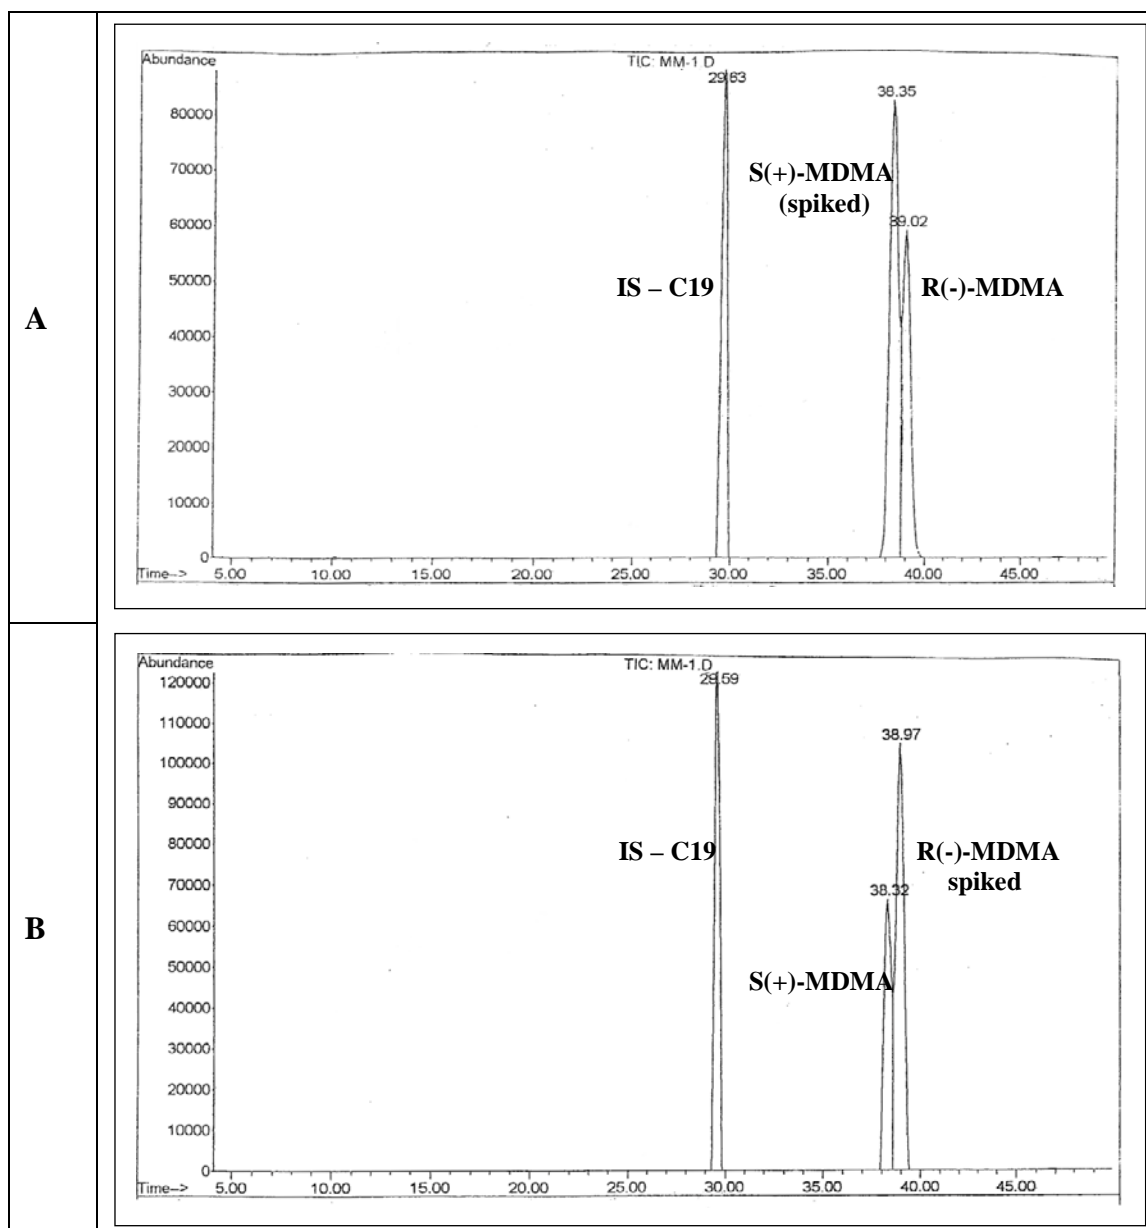 A
Abundance
TIC: MM-1.D
29.63
38.35
80000
70000
S(+)-MDMA
(spiked)
60000
39.02
50000
IS – C19
R(-)-MDMA
40000
30000
20000
10000
0
Time-->
5.00 10.00 15.00 20.00 25.00 30.00 35.00 40.00 45.00
B
Abundance
TIC: MM-1.D
29.59
120000
110000
38.97
100000
90000
80000
IS – C19
R(-)-MDMA
spiked
70000
38.32
60000
50000
S(+)-MDMA
40000
30000
20000
10000
0
Time-->
5.00 10.00 15.00 20.00 25.00 30.00 35.00 40.00 45.00